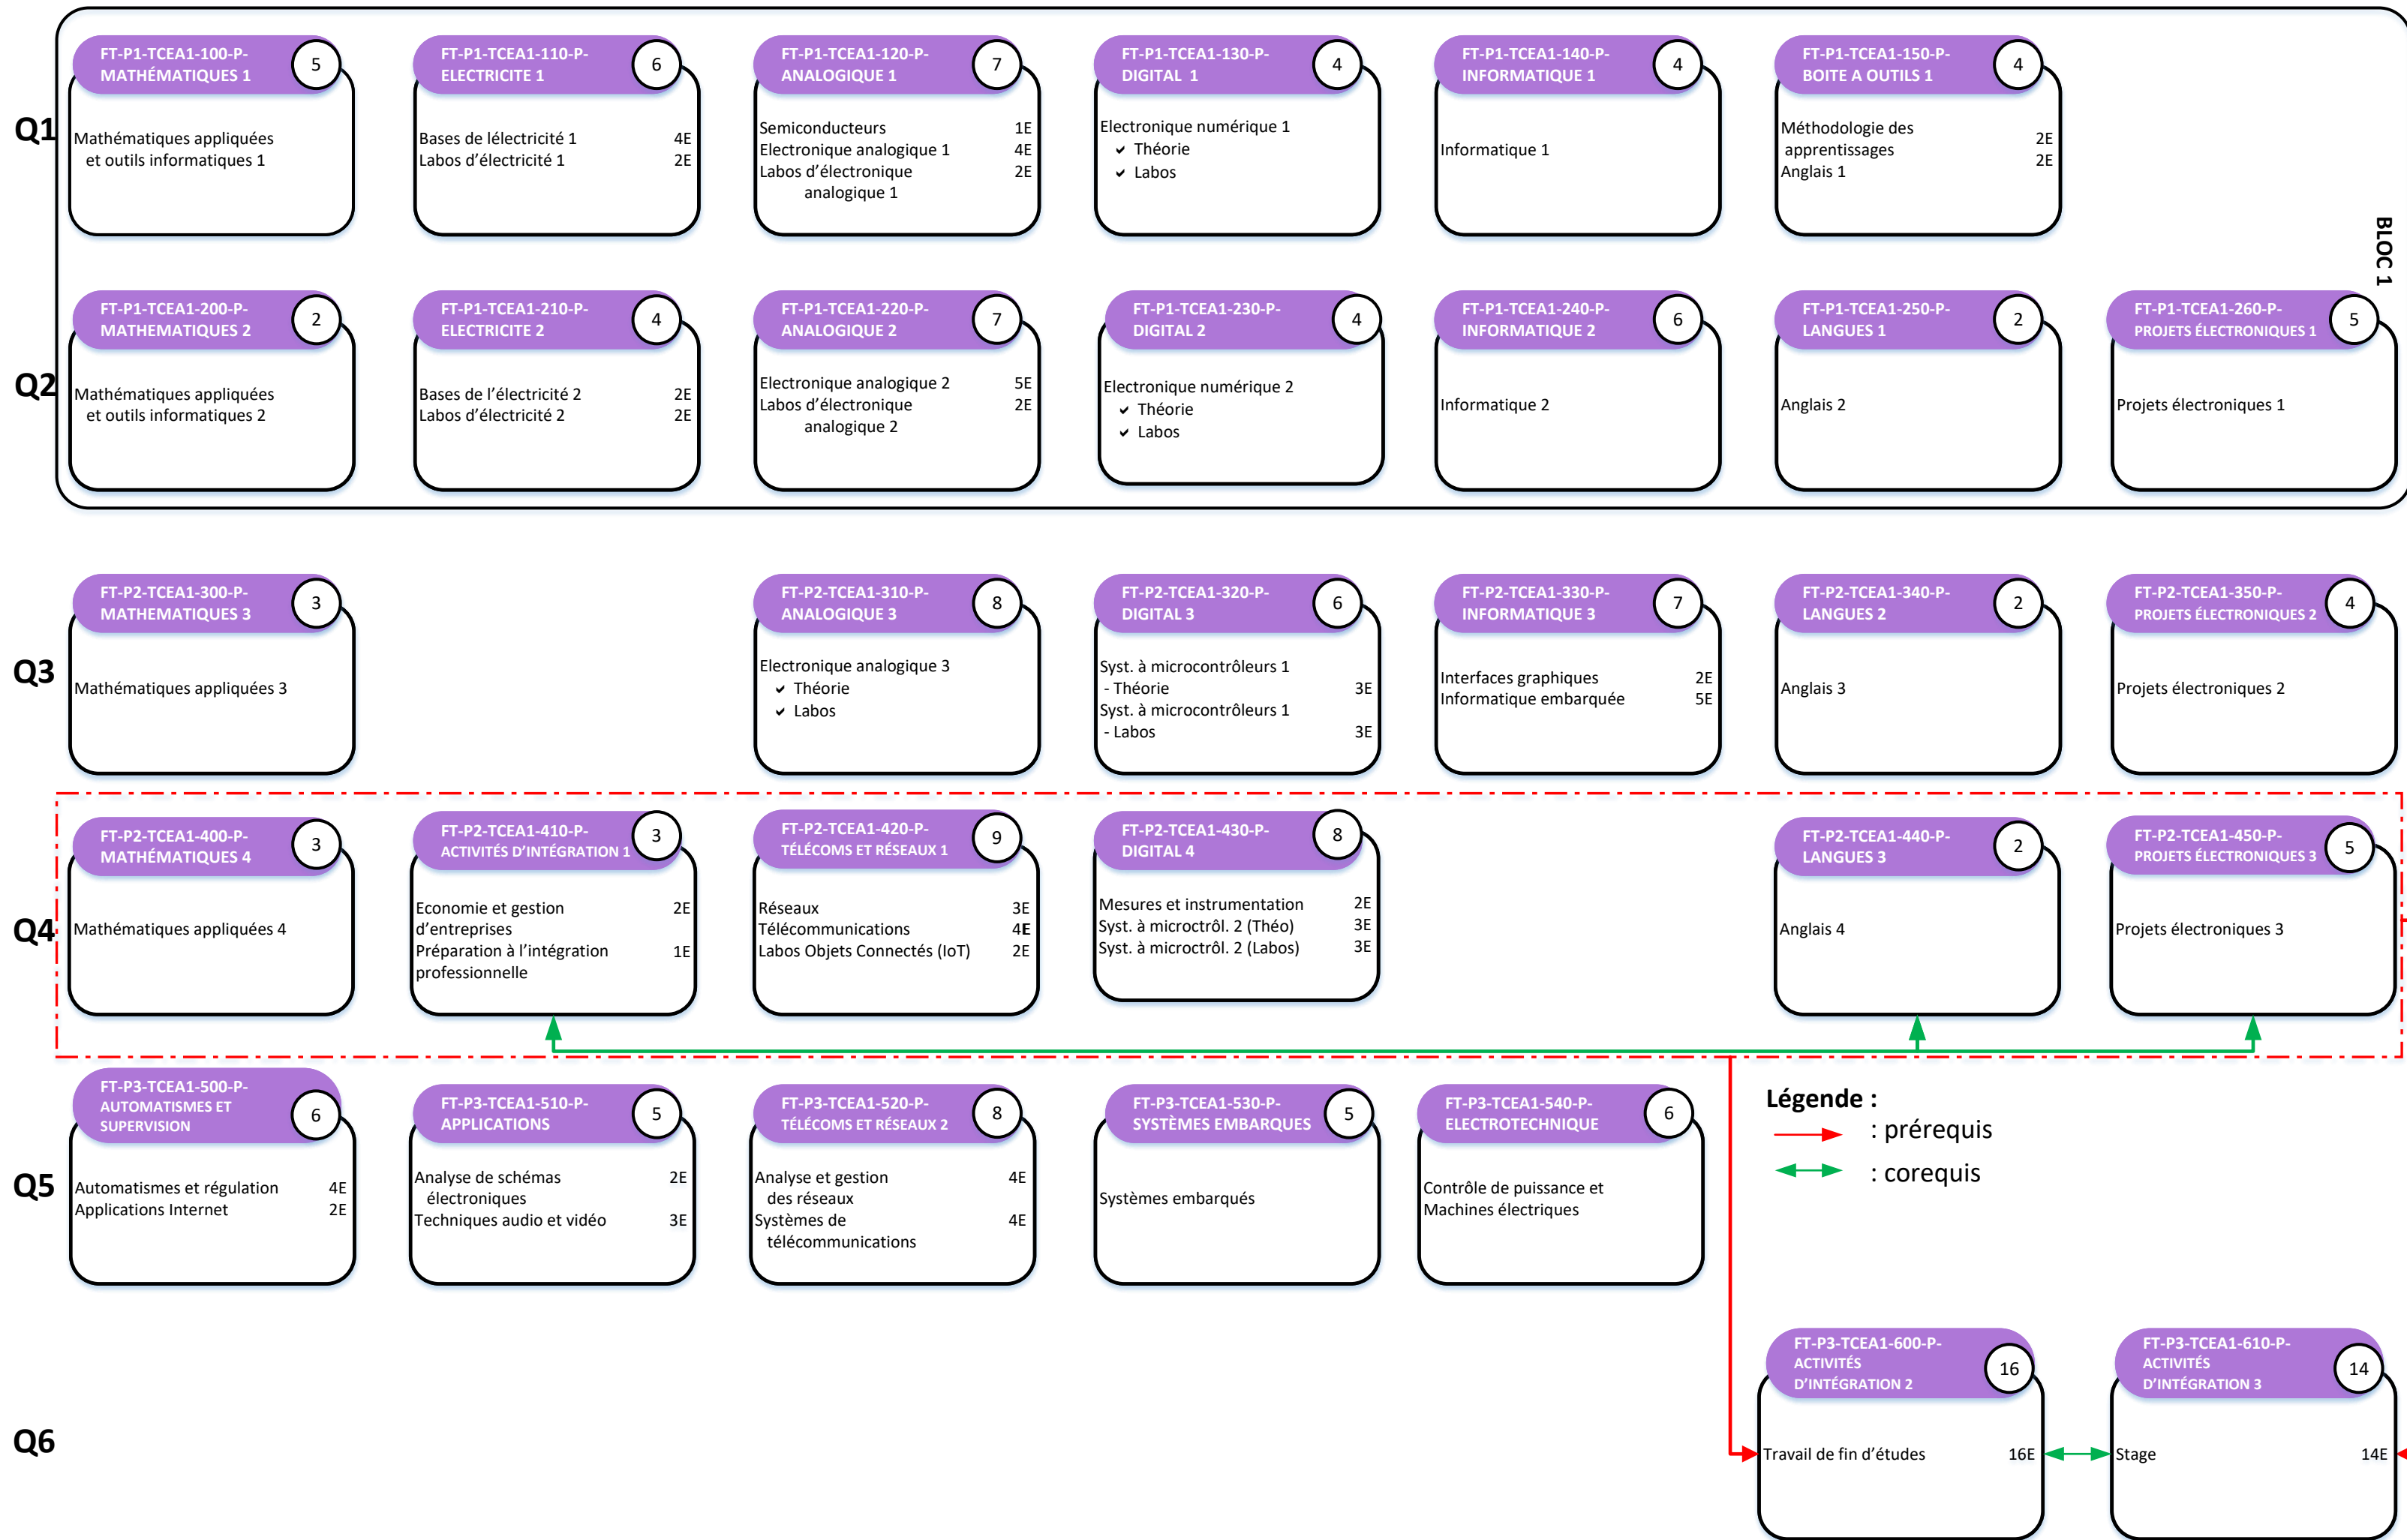 FT-P1-TCEA1-100-P-
MATHÉMATIQUES 1
5
Mathématiques appliquées
et outils informatiques 1
FT-P1-TCEA1-110-P-
ELECTRICITE 1
6
Bases de lélectricité 1 4E
Labos d’électricité 1 2E
FT-P1-TCEA1-120-P-
ANALOGIQUE 1
7
Semiconducteurs 1E
Electronique analogique 1 4E
Labos d’électronique 2E
analogique 1
FT-P1-TCEA1-130-P-
DIGITAL 1
4
Electronique numérique 1
✓ Théorie
✓ Labos
FT-P1-TCEA1-140-P-
INFORMATIQUE 1
4
Informatique 1
FT-P1-TCEA1-150-P-
BOITE A OUTILS 1
4
Méthodologie des
apprentissages 2E
Anglais 1 2E
Q1
BLOC 1
FT-P1-TCEA1-200-P-
MATHEMATIQUES 2
2
Mathématiques appliquées
et outils informatiques 2
FT-P1-TCEA1-210-P-
ELECTRICITE 2
4
Bases de l’électricité 2 2E
Labos d’électricité 2 2E
FT-P1-TCEA1-220-P-
ANALOGIQUE 2
7
Electronique analogique 2 5E
Labos d’électronique 2E
analogique 2
FT-P1-TCEA1-230-P-
DIGITAL 2
4
Electronique numérique 2
✓ Théorie
✓ Labos
FT-P1-TCEA1-240-P-
INFORMATIQUE 2
6
Informatique 2
FT-P1-TCEA1-250-P-
LANGUES 1
2
Anglais 2
FT-P1-TCEA1-260-P-
PROJETS ÉLECTRONIQUES 1
5
Projets électroniques 1
Q2
FT-P2-TCEA1-300-P-
MATHEMATIQUES 3
3
Mathématiques appliquées 3
FT-P2-TCEA1-310-P-
ANALOGIQUE 3
8
Electronique analogique 3
✓ Théorie
✓ Labos
FT-P2-TCEA1-320-P-
DIGITAL 3
6
Syst. à microcontrôleurs 1
- Théorie 3E
Syst. à microcontrôleurs 1
- Labos 3E
FT-P2-TCEA1-330-P-
INFORMATIQUE 3
7
Interfaces graphiques 2E
Informatique embarquée 5E
FT-P2-TCEA1-340-P-
LANGUES 2
2
Anglais 3
FT-P2-TCEA1-350-P-
PROJETS ÉLECTRONIQUES 2
4
Projets électroniques 2
Q3
FT-P2-TCEA1-400-P-
MATHÉMATIQUES 4
3
Mathématiques appliquées 4
FT-P2-TCEA1-410-P-
ACTIVITÉS D’INTÉGRATION 1
3
Economie et gestion 2E
d’entreprises
Préparation à l’intégration 1E
professionnelle
FT-P2-TCEA1-420-P-
TÉLÉCOMS ET RÉSEAUX 1
9
Réseaux 3E
Télécommunications 4E
Labos Objets Connectés (IoT) 2E
FT-P2-TCEA1-430-P-
DIGITAL 4
8
Mesures et instrumentation 2E
Syst. à microctrôl. 2 (Théo) 3E
Syst. à microctrôl. 2 (Labos) 3E
FT-P2-TCEA1-440-P-
LANGUES 3
2
Anglais 4
FT-P2-TCEA1-450-P-
PROJETS ÉLECTRONIQUES 3
5
Projets électroniques 3
Q4
FT-P3-TCEA1-500-P-
AUTOMATISMES ET
SUPERVISION
6
Automatismes et régulation 4E
Applications Internet 2E
FT-P3-TCEA1-510-P-
APPLICATIONS
5
Analyse de schémas 2E
électroniques
Techniques audio et vidéo 3E
FT-P3-TCEA1-520-P-
TÉLÉCOMS ET RÉSEAUX 2
8
Analyse et gestion 4E
des réseaux
Systèmes de 4E
télécommunications
FT-P3-TCEA1-530-P-
SYSTÈMES EMBARQUES
5
Systèmes embarqués
FT-P3-TCEA1-540-P-
ELECTROTECHNIQUE
6
Contrôle de puissance et
Machines électriques
Légende :
: prérequis
: corequis
Q5
FT-P3-TCEA1-600-P-
ACTIVITÉS
D’INTÉGRATION 2
16
Travail de fin d’études 16E
FT-P3-TCEA1-610-P-
ACTIVITÉS
D’INTÉGRATION 3
14
Stage 14E
Q6